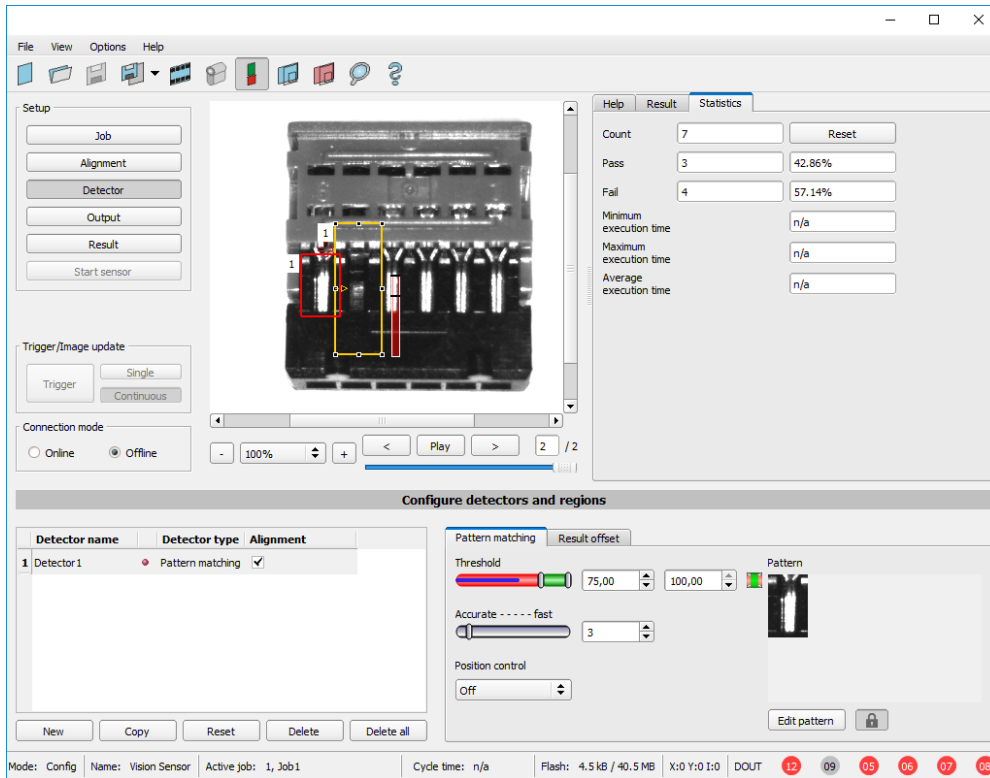 File View Options Help
Setup
Job
Alignment
Detector
Output
Result
Start sensor
Trigger/Image update
Trigger
Single
Continuous
Connection mode
Online Offline
1
1
- 100% + < Play > 2 / 2
Help Result Statistics
Count 7 Reset
Pass 3 42.86%
Fail 4 57.14%
Minimum
execution time n/a
Maximum
execution time n/a
Average
execution time n/a
Configure detectors and regions
Detector name Detector type Alignment
1 Detector1 Pattern matching
New Copy Reset Delete Delete all
Pattern matching Result offset
Threshold
75,00 100,00
Accurate - - - - - fast
3
Position control
Off
Pattern
Edit pattern
Mode: Config Name: Vision Sensor Active job: 1, Job1 Cycle time: n/a Flash: 4.5 kB / 40.5 MB X:0 Y:0 I:0 DOUT 12 09 05 06 07 08